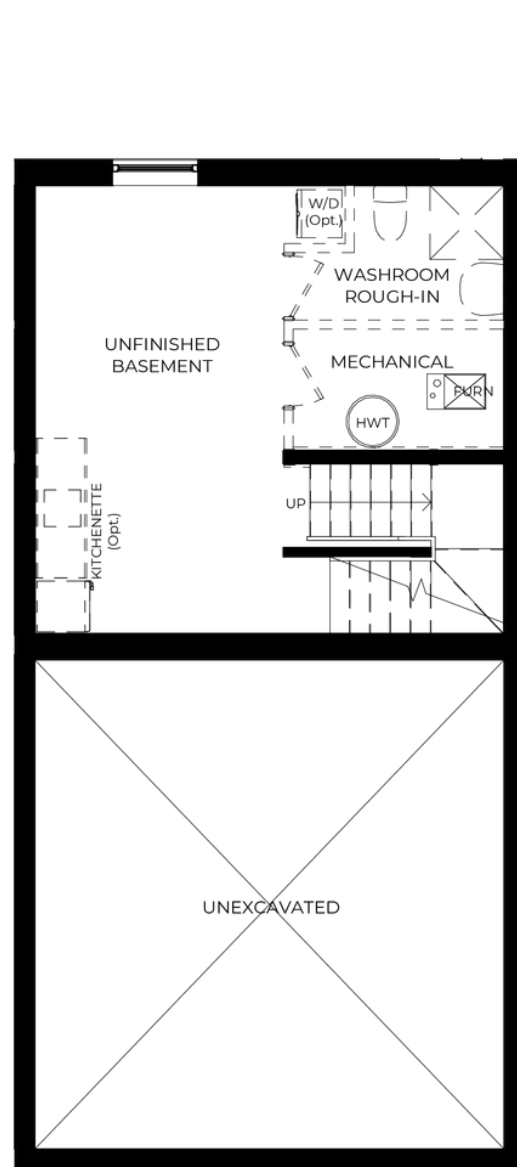 W/D
(Opt.)
WASHROOM
ROUGH-IN
UNFINISHED
BASEMENT
MECHANICAL
FURN
HWT
KITCHENETTE
(Opt.)
UP
UNEXCAVATED